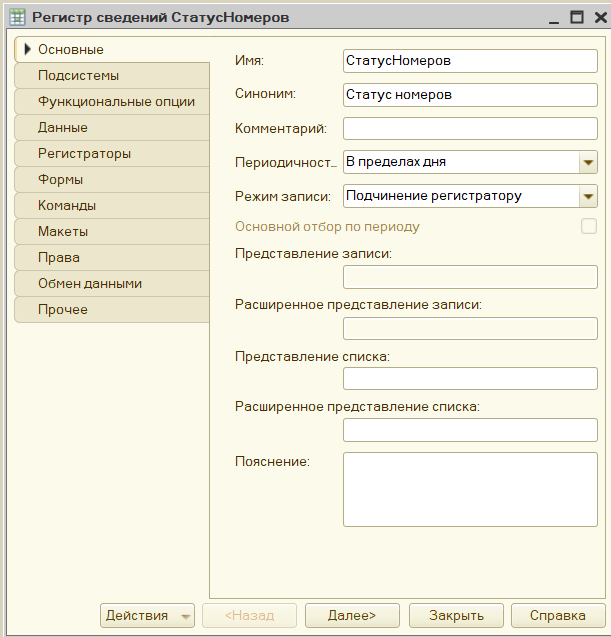 Регистр сведений СтатусНомеров
Основные
Подсистемы
Функциональные опции
Данные
Регистраторы
Формы
Команды
Макеты
Права
Обмен данными
Прочее
Имя: СтатусНомеров
Синоним: Статус номеров
Комментарий:
Периодичност... В пределах дня
Режим записи: Подчинение регистратору
Основной отбор по периоду
Представление записи:
Расширенное представление записи:
Представление списка:
Расширенное представление списка:
Пояснение:
Действия <Назад Далее> Закрыть Справка